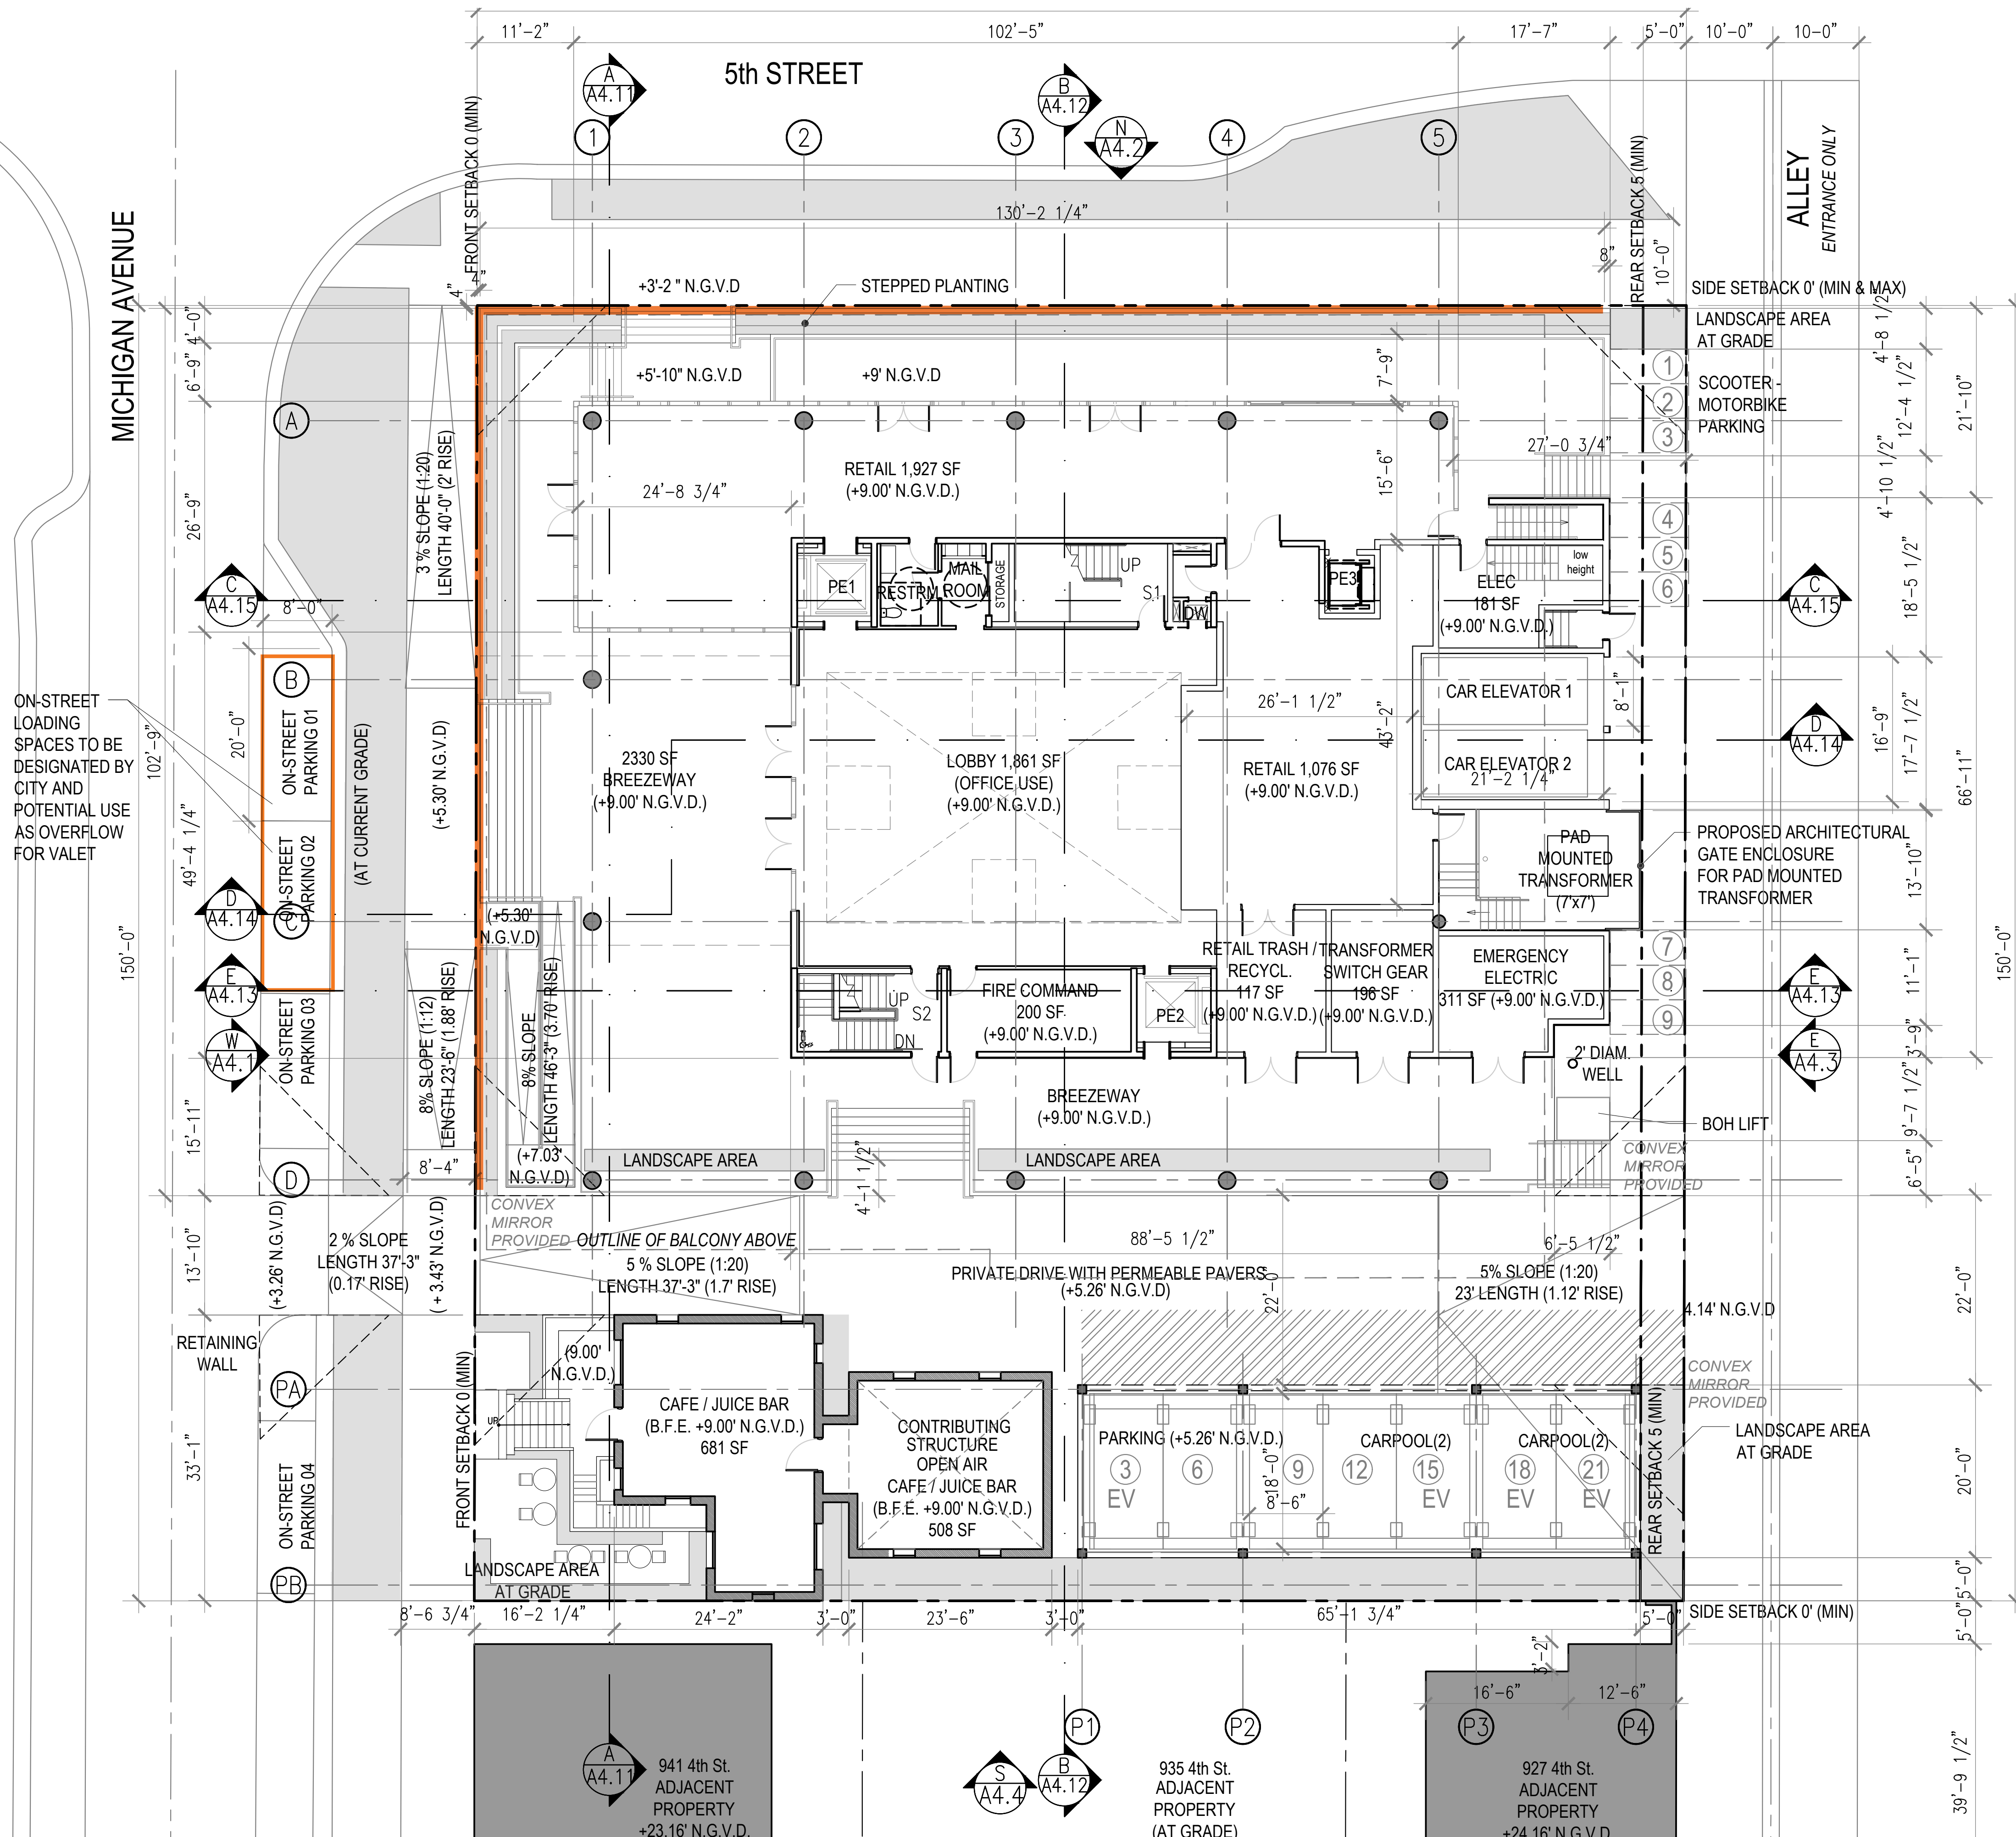 11'-2"
102'-5"
17'-7"
5'-0"
10'-0"
10-0"
5th STREET
A
A4.11
B
A4.12
N
A4.2
1
2
3
4
5
FRONT SETBACK 0 (MIN)
REAR SETBACK 5 (MIN)
ALLEY
ENTRANCE ONLY
MICHIGAN AVENUE
130'-2 1/4"
8"
10'-0"
4"
4"
+3'-2 " N.G.V.D
STEPPED PLANTING
SIDE SETBACK 0' (MIN & MAX)
LANDSCAPE AREA
AT GRADE
4'-0"
6'-9"
26'-9"
4'-8 1/2"
12'-4 1/2"
21'-10"
4'-10 1/2"
18'-5 1/2"
+5'-10" N.G.V.D
+9' N.G.V.D
7'-9"
1
2
3
SCOOTER -
MOTORBIKE
PARKING
A
3 % SLOPE (1:20)
LENGTH 40'-0" (2' RISE)
RETAIL 1,927 SF
(+9.00' N.G.V.D.)
24'-8 3/4"
15'-6"
27'-0 3/4"
4
5
6
C
A4.15
8'-0"
PE1
RESTRM
MAIL
ROOM
STORAGE
UP
S1
DW
PE3
low
height
ELEC
181 SF
(+9.00' N.G.V.D.)
C
A4.15
B
ON-STREET
LOADING
SPACES TO BE
DESIGNATED BY
CITY AND
POTENTIAL USE
AS OVERFLOW
FOR VALET
102'-9"
150'-0"
49'-4 1/4"
20'-0"
ON-STREET
PARKING 01
ON-STREET
PARKING 02
(AT CURRENT GRADE)
(+5.30' N.G.V.D)
2330 SF
BREEZEWAY
(+9.00' N.G.V.D.)
LOBBY 1,861 SF
(OFFICE USE)
(+9.00' N.G.V.D.)
26'-1 1/2"
43'-2"
RETAIL 1,076 SF
(+9.00' N.G.V.D.)
CAR ELEVATOR 1
CAR ELEVATOR 2
21'-2 1/4"
8'-1"
D
A4.14
16'-9"
17'-7 1/2"
66'-11"
PAD
MOUNTED
TRANSFORMER
(7'x7')
PROPOSED ARCHITECTURAL
GATE ENCLOSURE
FOR PAD MOUNTED
TRANSFORMER
13'-10"
150'-0"
D
A4.14
C
(+5.30'
N.G.V.D)
E
A4.13
W
A4.1
ON-STREET
PARKING 03
8% SLOPE (1:12)
LENGTH 23'-6" (1.88' RISE)
8% SLOPE
LENGTH 46'-3" (3.70' RISE)
UP
S2
DN
FIRE COMMAND
200 SF
(+9.00' N.G.V.D.)
PE2
RETAIL TRASH /
RECYCL.
117 SF
(+9.00' N.G.V.D.)
TRANSFORMER
SWITCH GEAR
196 SF
(+9.00' N.G.V.D.)
EMERGENCY
ELECTRIC
311 SF (+9.00' N.G.V.D.)
7
8
9
11'-1"
3'-9"
E
A4.13
E
A4.3
2' DIAM.
WELL
BREEZEWAY
(+9.00' N.G.V.D.)
BOH LIFT
9'-7 1/2"
6'-5"
15'-11"
8'-4"
(+7.03'
N.G.V.D)
LANDSCAPE AREA
LANDSCAPE AREA
4'-1 1/2"
D
CONVEX
MIRROR
PROVIDED
CONVEX
MIRROR
PROVIDED
13'-10"
(+3.26' N.G.V.D)
2 % SLOPE
LENGTH 37'-3"
(0.17' RISE)
( + 3.43' N.G.V.D)
OUTLINE OF BALCONY ABOVE
5 % SLOPE (1:20)
LENGTH 37'-3" (1.7' RISE)
88'-5 1/2"
6'-5 1/2"
PRIVATE DRIVE WITH PERMEABLE PAVERS
(+5.26' N.G.V.D)
22'-0"
5% SLOPE (1:20)
23' LENGTH (1.12' RISE)
22'-0"
4.14' N.G.V.D
RETAINING
WALL
PA
33'-1"
ON-STREET
PARKING 04
PB
FRONT SETBACK 0 (MIN)
(9.00'
N.G.V.D.)
UP
CAFE / JUICE BAR
(B.F.E. +9.00' N.G.V.D.)
681 SF
CONTRIBUTING
STRUCTURE
OPEN AIR
CAFE / JUICE BAR
(B.F.E. +9.00' N.G.V.D.)
508 SF
PARKING (+5.26' N.G.V.D.)
CARPOOL(2)
CARPOOL(2)
3
6
9
12
15
18
21
EV
EV
EV
EV
18'-0"
8'-6"
REAR SETBACK 5 (MIN)
CONVEX
MIRROR
PROVIDED
LANDSCAPE AREA
AT GRADE
20'-0"
LANDSCAPE AREA
AT GRADE
8'-6 3/4"
16'-2 1/4"
24'-2"
3'-0"
23'-6"
3'-0"
65'-1 3/4"
5'-0"
SIDE SETBACK 0' (MIN)
5'-0"
5'-0"
3'-2"
16'-6"
12'-6"
P1
P2
P3
P4
A
A4.11
941 4th St.
ADJACENT
PROPERTY
+23.16' N.G.V.D.
S
A4.4
B
A4.12
935 4th St.
ADJACENT
PROPERTY
(AT GRADE)
927 4th St.
ADJACENT
PROPERTY
+24.16' N.G.V.D
39'-9 1/2"